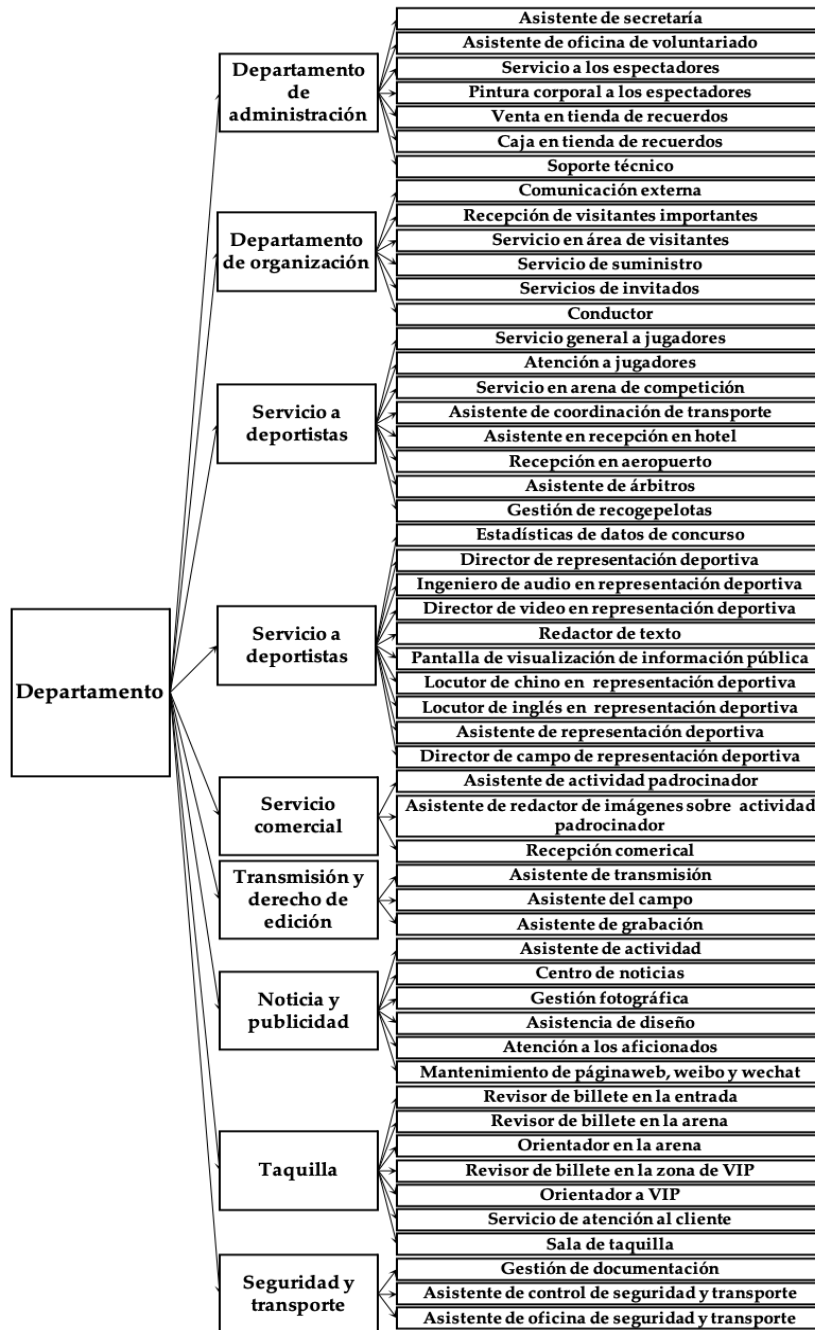 Departamento
Departamento
de
administración
Asistente de secretaría
Asistente de oficina de voluntariado
Servicio a los espectadores
Pintura corporal a los espectadores
Venta en tienda de recuerdos
Caja en tienda de recuerdos
Soporte técnico
Departamento
de organización
Comunicación externa
Recepción de visitantes importantes
Servicio en área de visitantes
Servicio de suministro
Servicios de invitados
Conductor
Servicio a
deportistas
Servicio general a jugadores
Atención a jugadores
Servicio en arena de competición
Asistente de coordinación de transporte
Asistente en recepción en hotel
Recepción en aeropuerto
Asistente de árbitros
Gestión de recogepelotas
Servicio a
deportistas
Estadísticas de datos de concurso
Director de representación deportiva
Ingeniero de audio en representación deportiva
Director de video en representación deportiva
Redactor de texto
Pantalla de visualización de información pública
Locutor de chino en representación deportiva
Locutor de inglés en representación deportiva
Asistente de representación deportiva
Director de campo de representación deportiva
Servicio
comercial
Asistente de actividad padrocinador
Asistente de redactor de imágenes sobre actividad
padrocinador
Recepción comerical
Transmisión y
derecho de
edición
Asistente de transmisión
Asistente del campo
Asistente de grabación
Noticia y
publicidad
Asistente de actividad
Centro de noticias
Gestión fotográfica
Asistencia de diseño
Atención a los aficionados
Mantenimiento de páginaweb, weibo y wechat
Taquilla
Revisor de billete en la entrada
Revisor de billete en la arena
Orientador en la arena
Revisor de billete en la zona de VIP
Orientador a VIP
Servicio de atención al cliente
Sala de taquilla
Seguridad y
transporte
Gestión de documentación
Asistente de control de seguridad y transporte
Asistente de oficina de seguridad y transporte